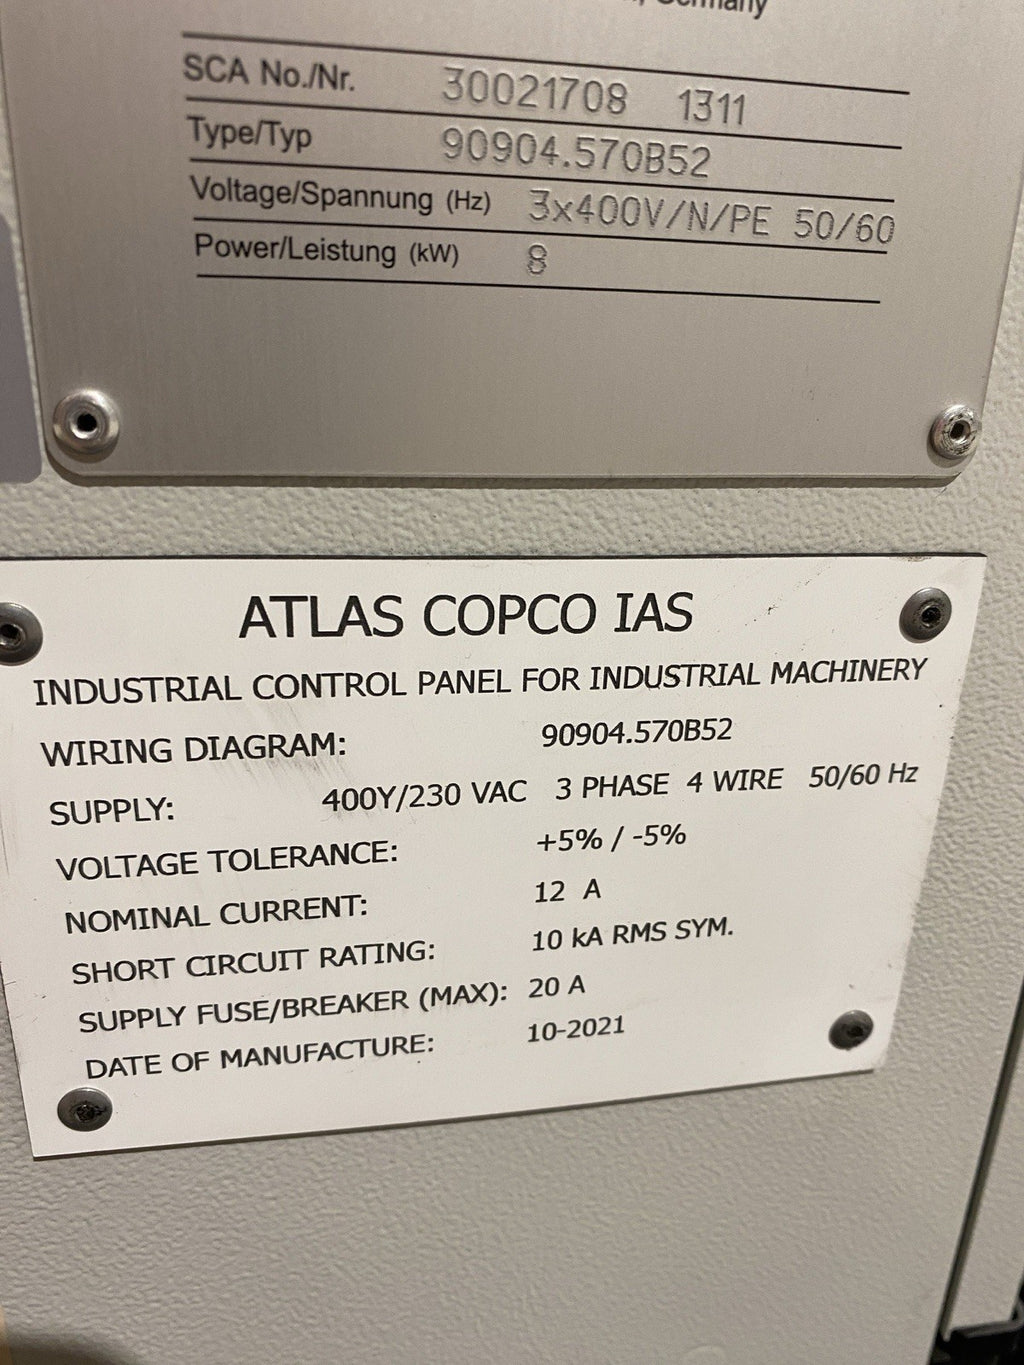 Germany
SCA No./Nr. 30021708 1311
Type/Typ 90904.570B52
Voltage/Spannung (Hz) 3x400V/N/PE 50/60
Power/Leistung (kW) 8
ATLAS COPCO IAS
INDUSTRIAL CONTROL PANEL FOR INDUSTRIAL MACHINERY
WIRING DIAGRAM: 90904.570B52
SUPPLY: 400Y/230 VAC 3 PHASE 4 WIRE 50/60 Hz
VOLTAGE TOLERANCE: +5% / -5%
NOMINAL CURRENT: 12 A
SHORT CIRCUIT RATING: 10 kA RMS SYM.
SUPPLY FUSE/BREAKER (MAX): 20 A
DATE OF MANUFACTURE: 10-2021